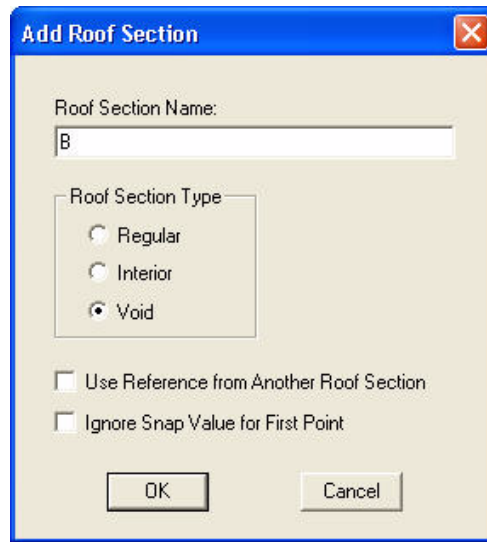 Add Roof Section
Roof Section Name:
B
Roof Section Type
Regular
Interior
Void
Use Reference from Another Roof Section
Ignore Snap Value for First Point
OK Cancel